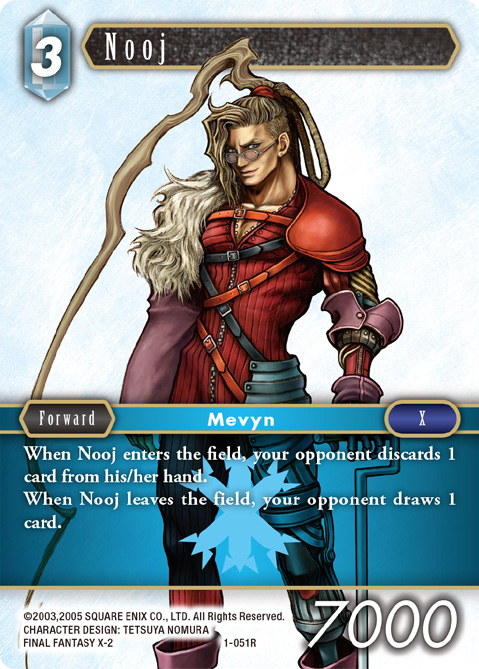 3
Nooj
Forward
Mevyn
X
When Nooj enters the field, your opponent discards 1
card from his/her hand.
When Nooj leaves the field, your opponent draws 1
card.
©2003,2005 SQUARE ENIX CO., LTD. All Rights Reserved.
CHARACTER DESIGN: TETSUYA NOMURA
FINAL FANTASY X-2
1-051R
7000